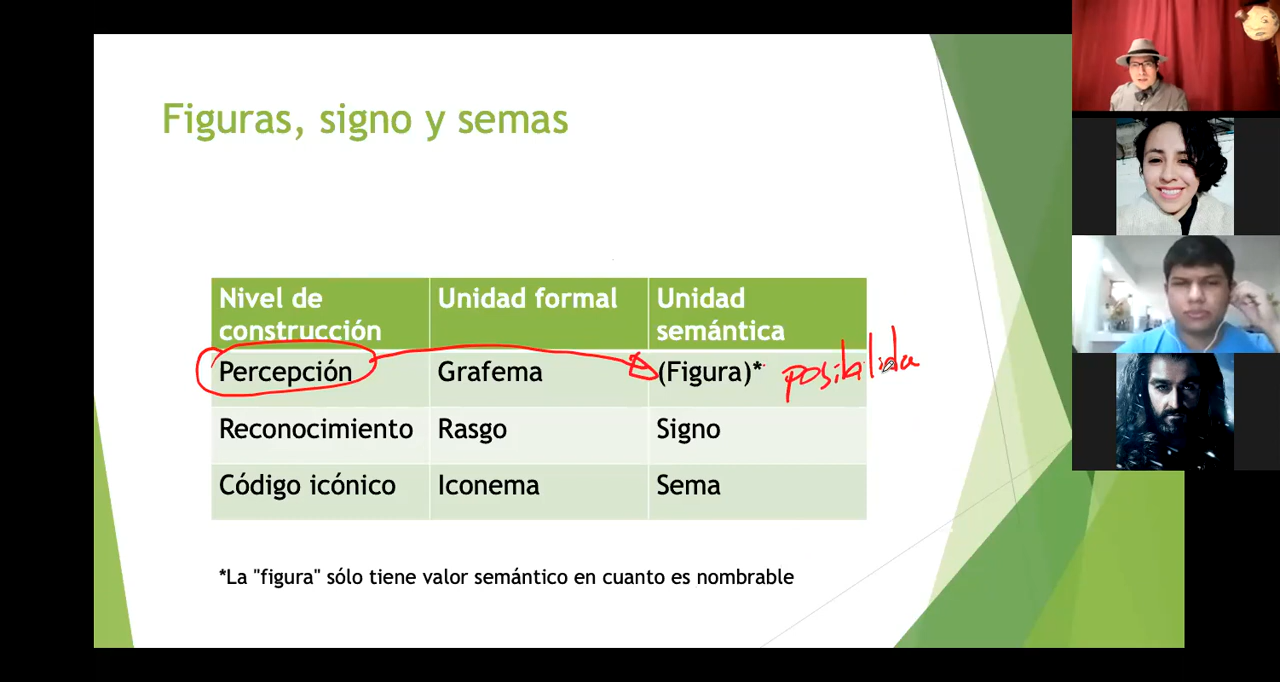 Figuras, signo y semas
Nivel de construcción Unidad formal Unidad semántica
Percepción Grafema (Figura)* posibilida
Reconocimiento Rasgo Signo
Código icónico Iconema Sema
*La "figura" sólo tiene valor semántico en cuanto es nombrable